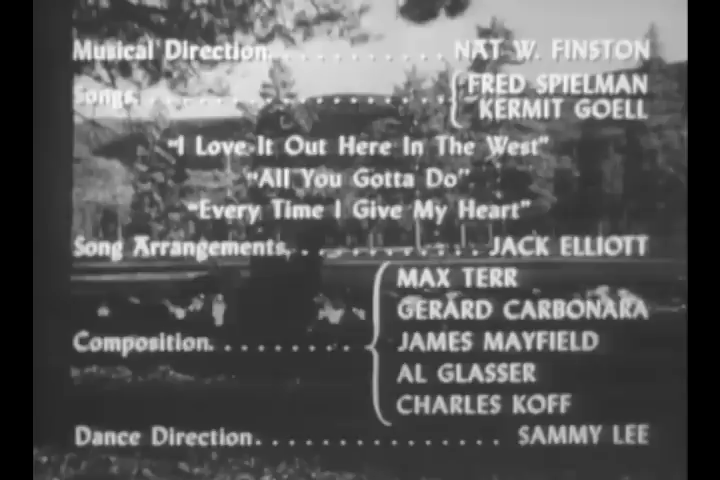 Musical Direction. . . . . . . . . . . NAT W. FINSTON
Songs. . . . . . . . . . . . . . . . . . . FRED SPIELMAN
KERMIT GOELL
"I Love It Out Here In The West"
"All You Gotta Do"
"Every Time I Give My Heart"
Song Arrangements. . . . . . . . . . . . JACK ELLIOTT
MAX TERR
GERARD CARBONARA
Composition. . . . . . . . . . JAMES MAYFIELD
AL GLASSER
CHARLES KOFF
Dance Direction. . . . . . . . . . . . . . . SAMMY LEE